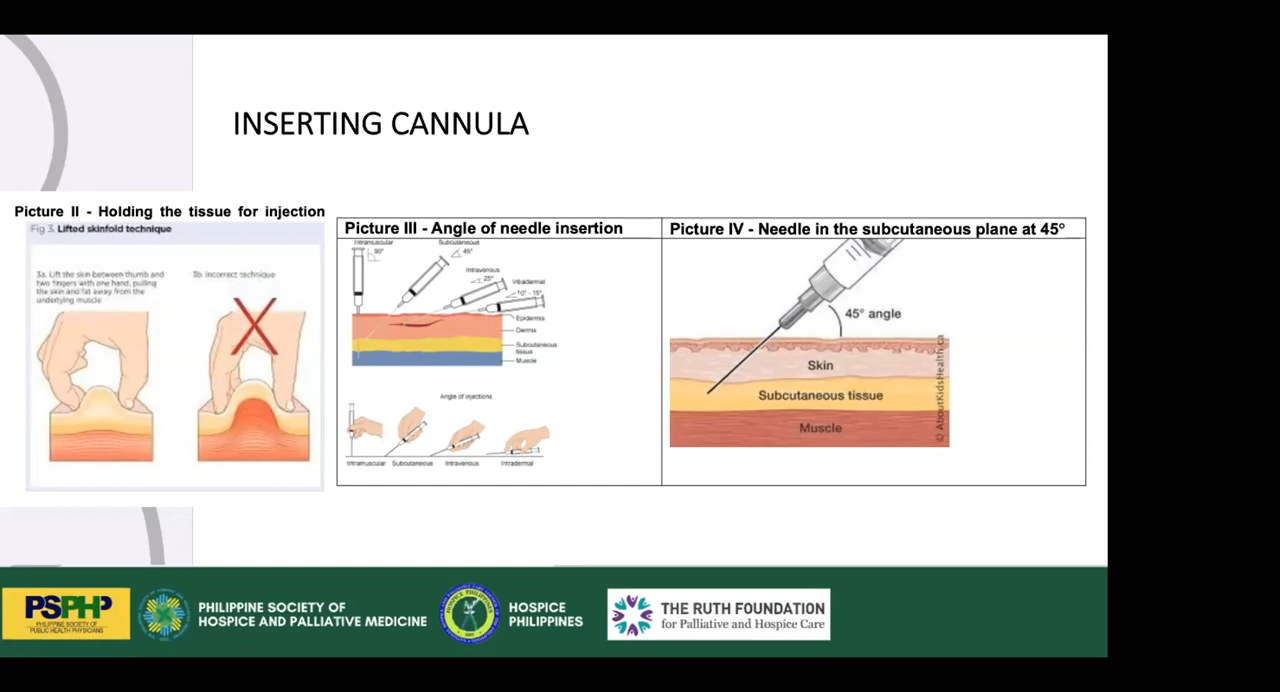 INSERTING CANNULA
Picture II - Holding the tissue for injection
Fig 3. Lifted skinfold technique
3a. Lift the skin between thumb and
two fingers with one hand, pulling
the skin and fat away from the
underlying muscle
3b. Incorrect technique
Picture III - Angle of needle insertion
Intramuscular
90°
Subcutaneous
45°
Intravenous
25°
Intradermal
10° - 15°
Epidermis
Dermis
Subcutaneous
tissue
Muscle
Angle of injections
Intramuscular
Subcutaneous
Intravenous
Intradermal
Picture IV - Needle in the subcutaneous plane at 45°
45° angle
Skin
Subcutaneous tissue
Muscle
© AboutKidsHealth.ca
PSPHP
PHILIPPINE SOCIETY OF
PUBLIC HEALTH PHYSICIANS
PHILIPPINE SOCIETY OF
HOSPICE AND PALLIATIVE MEDICINE
HOSPICE
PHILIPPINES
THE RUTH FOUNDATION
for Palliative and Hospice Care